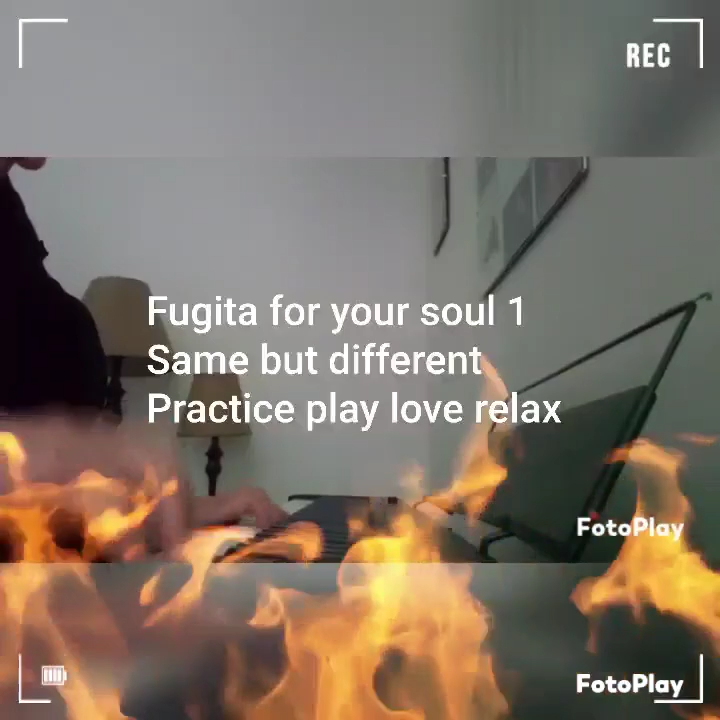 REC
Fugita for your soul 1
Same but different
Practice play love relax
FotoPlay
FotoPlay